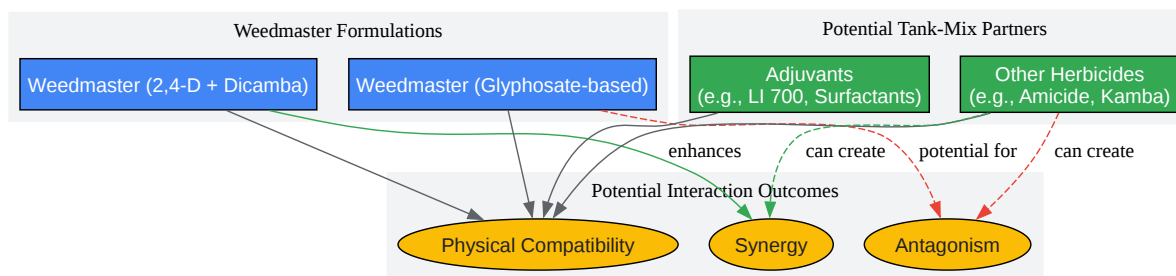 Weedmaster Formulations
Potential Tank-Mix Partners
Weedmaster (2,4-D + Dicamba)
Weedmaster (Glyphosate-based)
Adjuvants
(e.g., LI 700, Surfactants)
Other Herbicides
(e.g., Amicide, Kamba)
enhances
can create
potential for
can create
Potential Interaction Outcomes
Physical Compatibility
Synergy
Antagonism